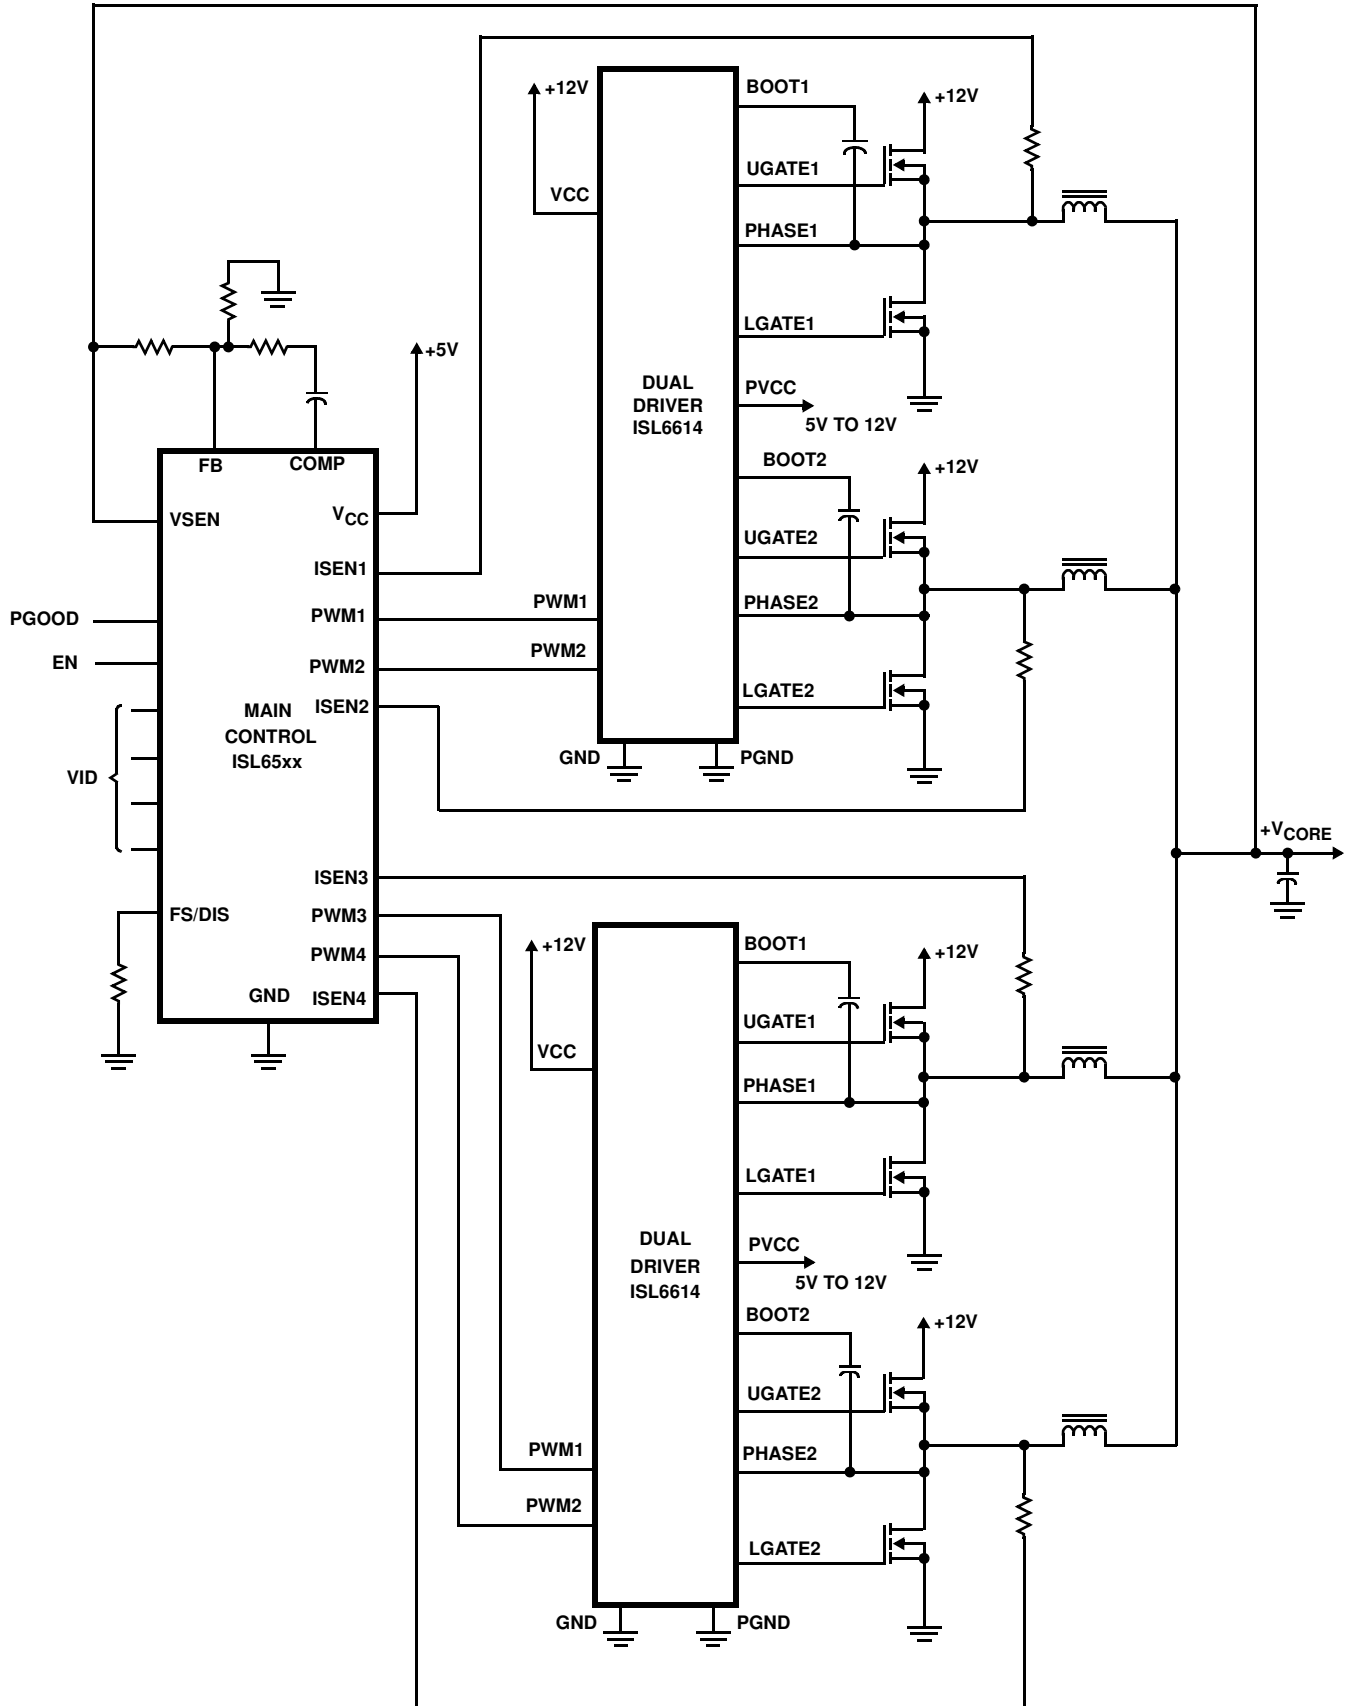 +12V
BOOT1
+12V
UGATE1
VCC
PHASE1
LGATE1
+5V
DUAL
DRIVER
ISL6614
PVCC
5V TO 12V
BOOT2
+12V
FB
COMP
VSEN
VCC
UGATE2
ISEN1
PGOOD
PWM1
PWM1
PHASE2
EN
PWM2
PWM2
LGATE2
ISEN2
MAIN
CONTROL
ISL65xx
VID
GND
PGND
+VCORE
ISEN3
FS/DIS
PWM3
PWM4
GND
ISEN4
+12V
BOOT1
+12V
UGATE1
VCC
PHASE1
LGATE1
DUAL
DRIVER
ISL6614
PVCC
5V TO 12V
BOOT2
+12V
UGATE2
PWM1
PHASE2
PWM2
LGATE2
GND
PGND